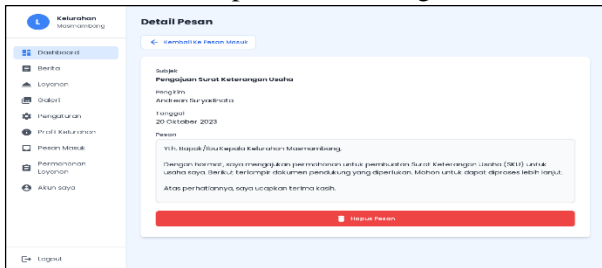 L
Kelurahan
Masmambang
Dashboard
Berita
Layanan
Galeri
Pengaturan
Profil Kelurahan
Pesan Masuk
Permohonan
Layanan
Akun saya
Logout
Detail Pesan
← Kembali Ke Pesan Masuk
Subjek
Pengajuan Surat Keterangan Usaha
Pengirim
Andrean Suryadinata
Tanggal
20 Oktober 2023
Pesan
Yth. Bapak/Ibu Kepala Kelurahan Masmambang,
Dengan hormat, saya mengajukan permohonan untuk pembuatan Surat Keterangan Usaha (SKU) untuk
usaha saya. Berikut terlampir dokumen pendukung yang diperlukan. Mohon untuk dapat diproses lebih lanjut.
Atas perhatiannya, saya ucapkan terima kasih.
Hapus Pesan